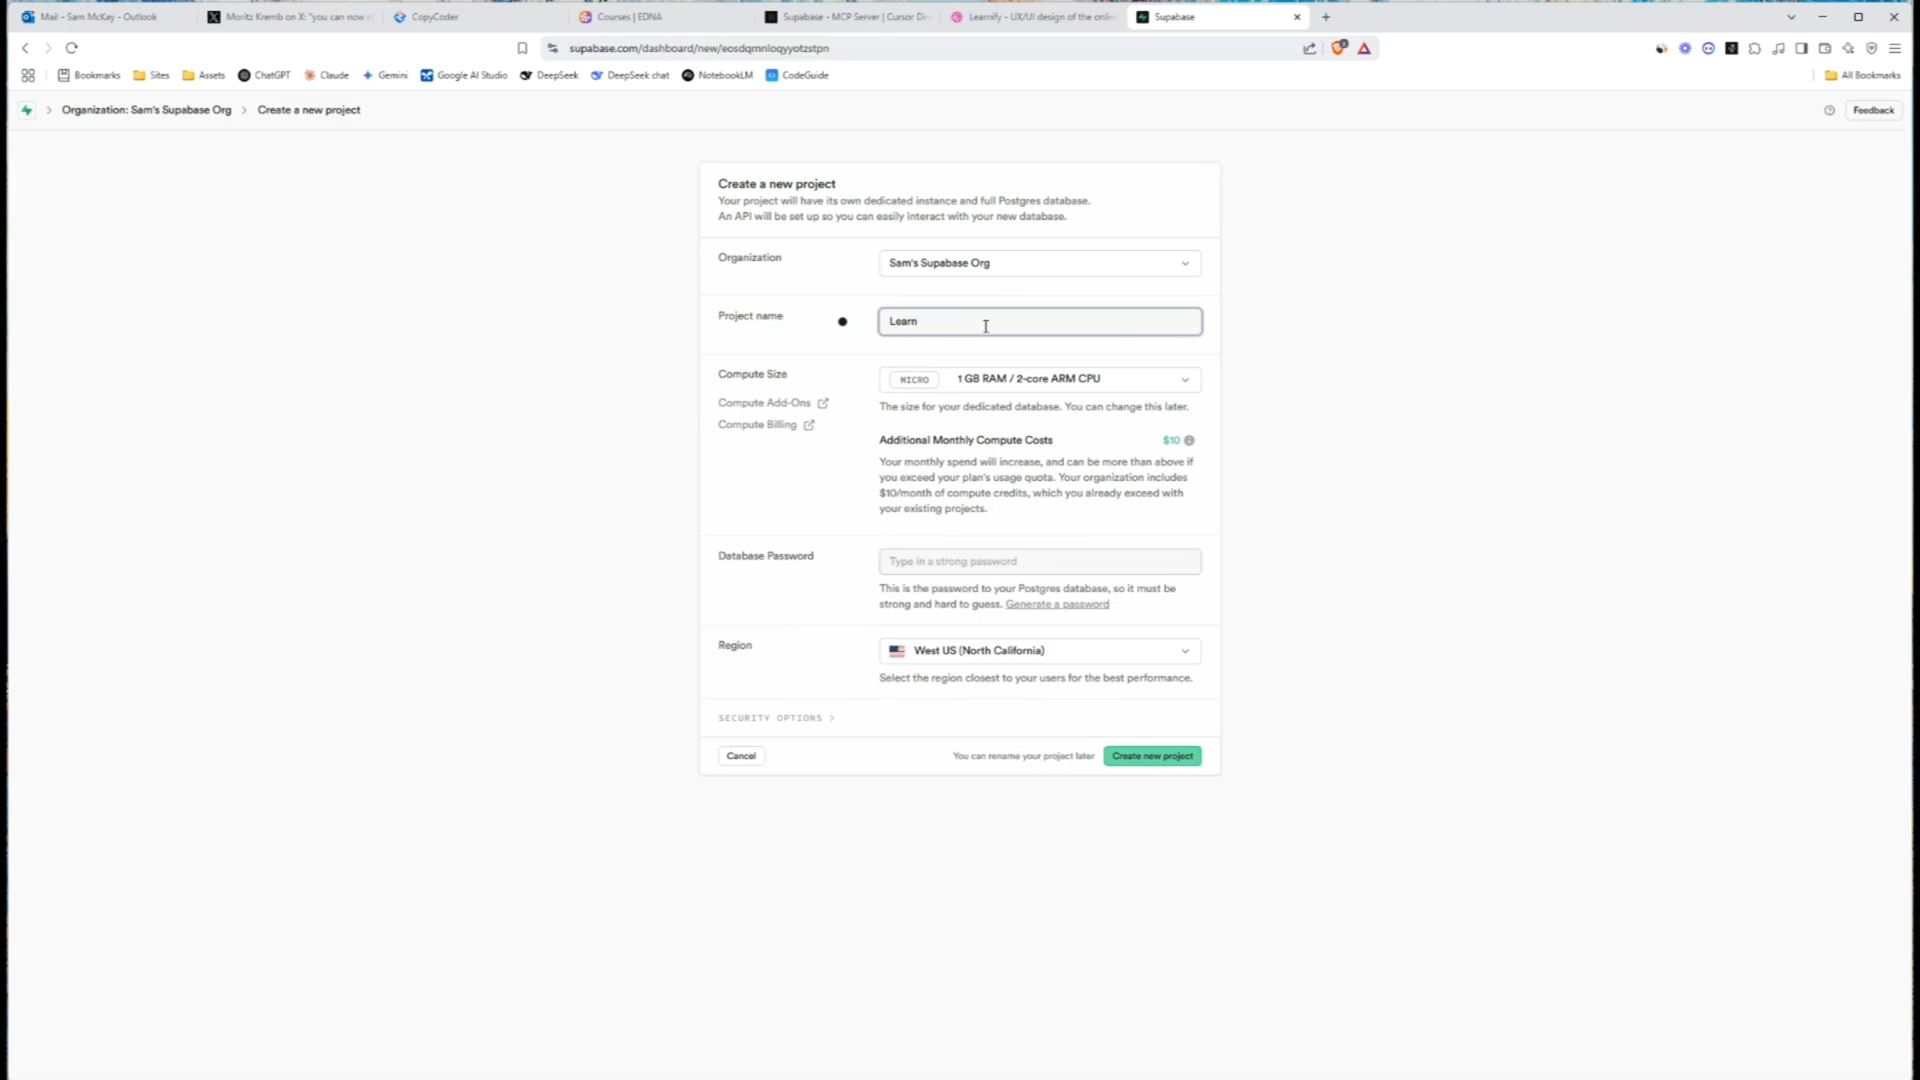 Mail - Sam McKay - Outlook
Moritz Kremb on X: "you can now c
CopyCoder
Courses | EDNA
Supabase - MCP Server | Cursor Dir
Learnify - UX/UI design of the onlin
Supabase
supabase.com/dashboard/new/eosdqrnnloqyyotzstpn
Bookmarks
Sites
Assets
ChatGPT
Claude
Gemini
Google AI Studio
DeepSeek
DeepSeek chat
NotebookLM
CodeGuide
All Bookmarks
Organization: Sam's Supabase Org
Create a new project
Feedback
Create a new project
Your project will have its own dedicated instance and full Postgres database.
An API will be set up so you can easily interact with your new database.
Organization
Sam's Supabase Org
Project name
Learn
Compute Size
MICRO
1 GB RAM / 2-core ARM CPU
Compute Add-Ons
The size for your dedicated database. You can change this later.
Compute Billing
Additional Monthly Compute Costs
$10
Your monthly spend will increase, and can be more than above if
you exceed your plan's usage quota. Your organization includes
$10/month of compute credits, which you already exceed with
your existing projects.
Database Password
Type in a strong password
This is the password to your Postgres database, so it must be
strong and hard to guess. Generate a password
Region
West US (North California)
Select the region closest to your users for the best performance.
SECURITY OPTIONS
Cancel
You can rename your project later
Create new project